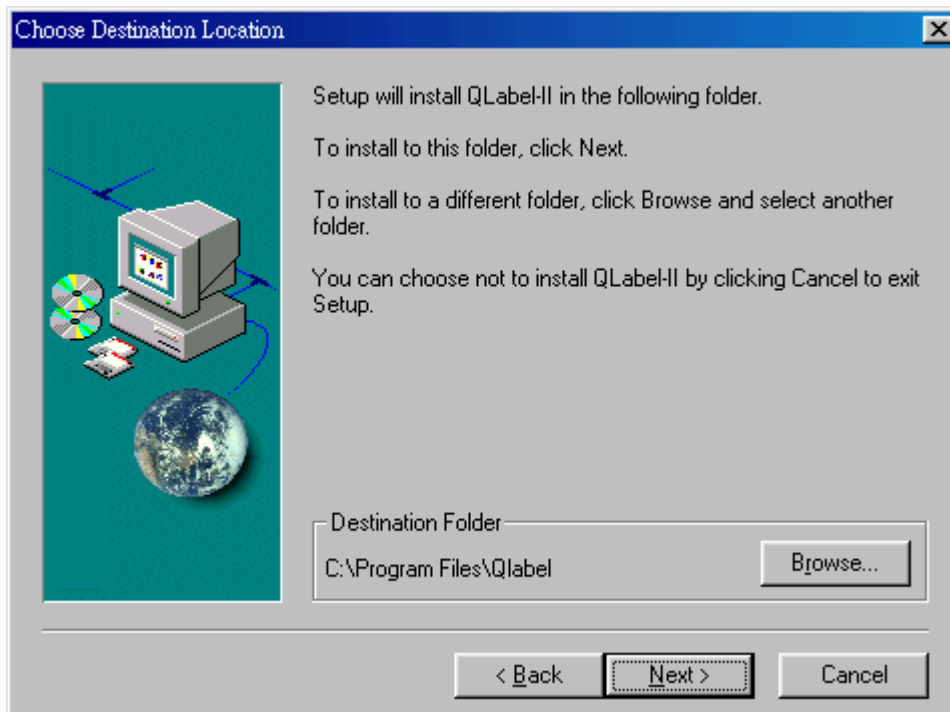 Choose Destination Location
Setup will install QLabel-II in the following folder.
To install to this folder, click Next.
To install to a different folder, click Browse and select another
folder.
You can choose not to install QLabel-II by clicking Cancel to exit
Setup.
Destination Folder
C:\Program Files\Qlabel
Browse...
< Back
Next >
Cancel